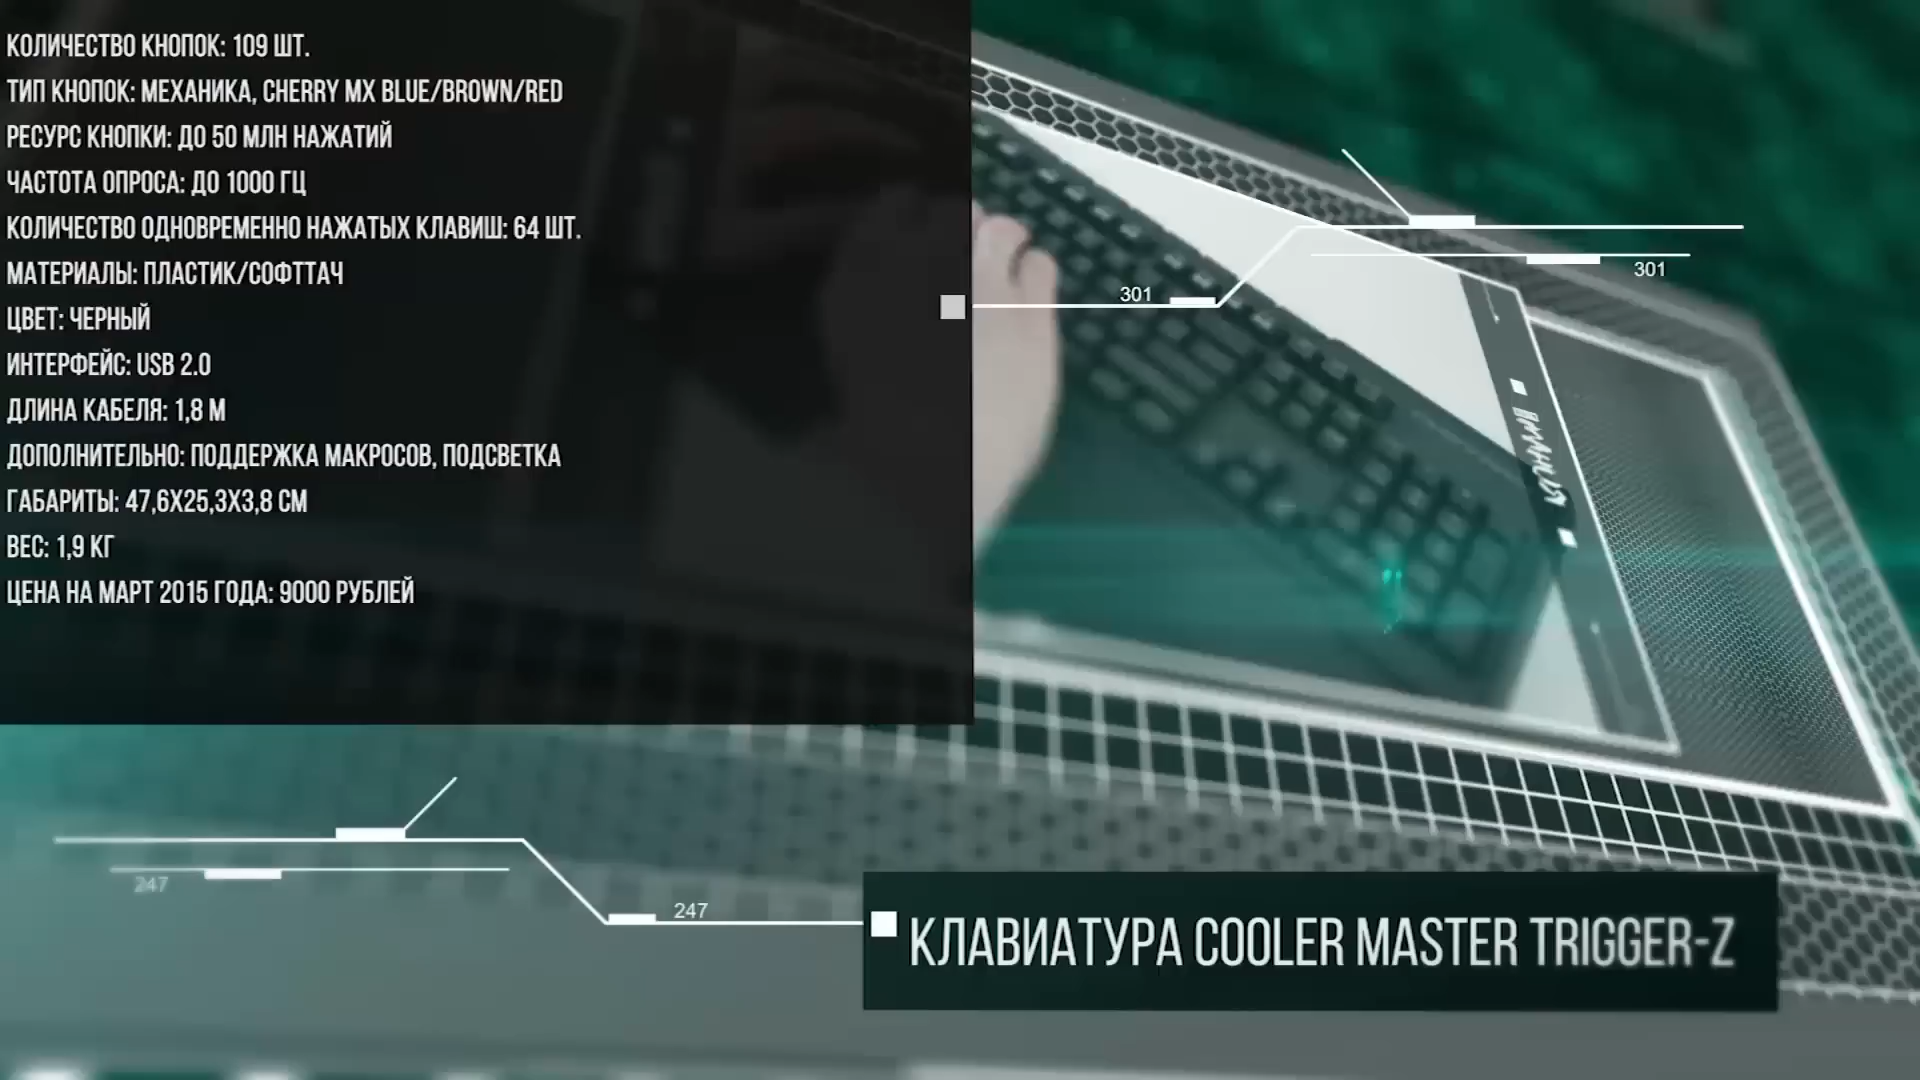 КОЛИЧЕСТВО КНОПОК: 109 ШТ.
ТИП КНОПОК: МЕХАНИКА, CHERRY MX BLUE/BROWN/RED
РЕСУРС КНОПКИ: ДО 50 МЛН НАЖАТИЙ
ЧАСТОТА ОПРОСА: ДО 1000 ГЦ
КОЛИЧЕСТВО ОДНОВРЕМЕННО НАЖАТЫХ КЛАВИШ: 64 ШТ.
МАТЕРИАЛЫ: ПЛАСТИК/СОФТТАЧ
ЦВЕТ: ЧЕРНЫЙ
ИНТЕРФЕЙС: USB 2.0
ДЛИНА КАБЕЛЯ: 1,8 М
ДОПОЛНИТЕЛЬНО: ПОДДЕРЖКА МАКРОСОВ, ПОДСВЕТКА
ГАБАРИТЫ: 47,6X25,3X3,8 СМ
ВЕС: 1,9 КГ
ЦЕНА НА МАРТ 2015 ГОДА: 9000 РУБЛЕЙ
301
301
247
247
КЛАВИАТУРА COOLER MASTER TRIGGER-Z